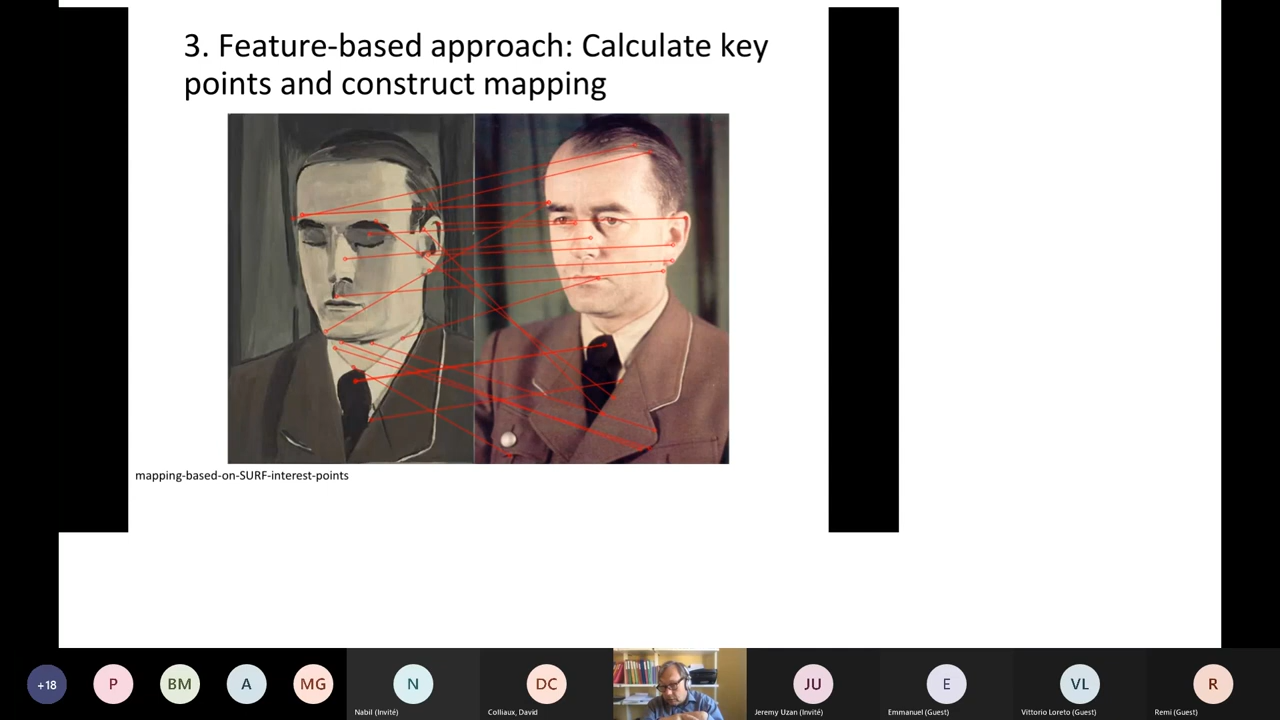 3. Feature-based approach: Calculate key
points and construct mapping
mapping-based-on-SURF-interest-points
+18
P
BM
A
MG
N
Nabil (Invité)
DC
Colliaux, David
JU
Jeremy Uzan (Invité)
E
Emmanuel (Guest)
VL
Vittorio Loreto (Guest)
R
Remi (Guest)